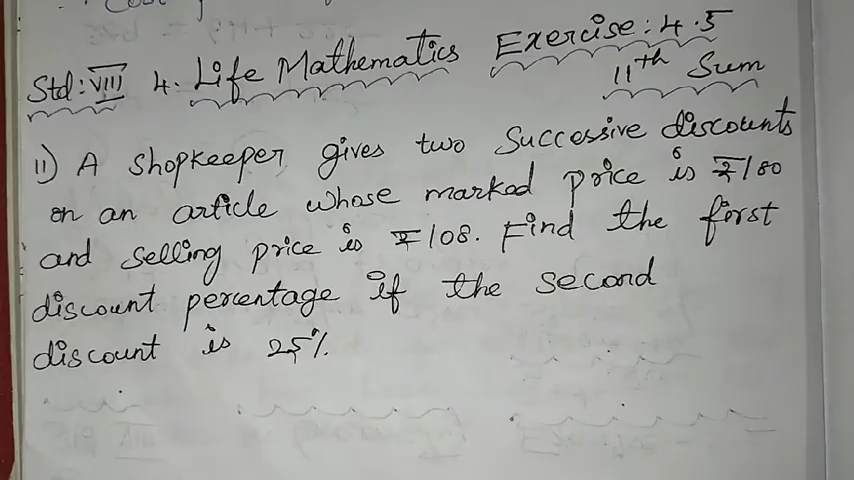 Std: VIII 4. Life Mathematics Exercise: 4.5
11th Sum
11) A Shopkeeper gives two Successive discounts
on an article whose marked price is ₹180
and selling price is ₹108. Find the first
discount percentage if the second
discount is 25%.